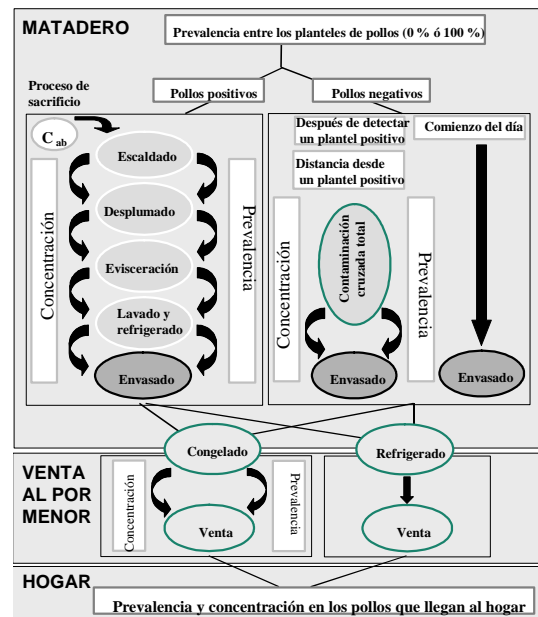 MATADERO
Prevalencia entre los planteles de pollos (0 % ó 100 %)
Pollos positivos
Pollos negativos
Proceso de
sacrificio
C ab
Concentración
Escaldado
Desplumado
Evisceración
Lavado y
refrigerado
Envasado
Prevalencia
Después de detectar
un plantel positivo
Distancia desde
un plantel positivo
Comienzo del día
Concentración
Contaminación
cruzada total
Prevalencia
Envasado
Envasado
Congelado
Refrigerado
VENTA
AL POR
MENOR
Concentración
Prevalencia
Venta
Venta
HOGAR
Prevalencia y concentración en los pollos que llegan al hogar